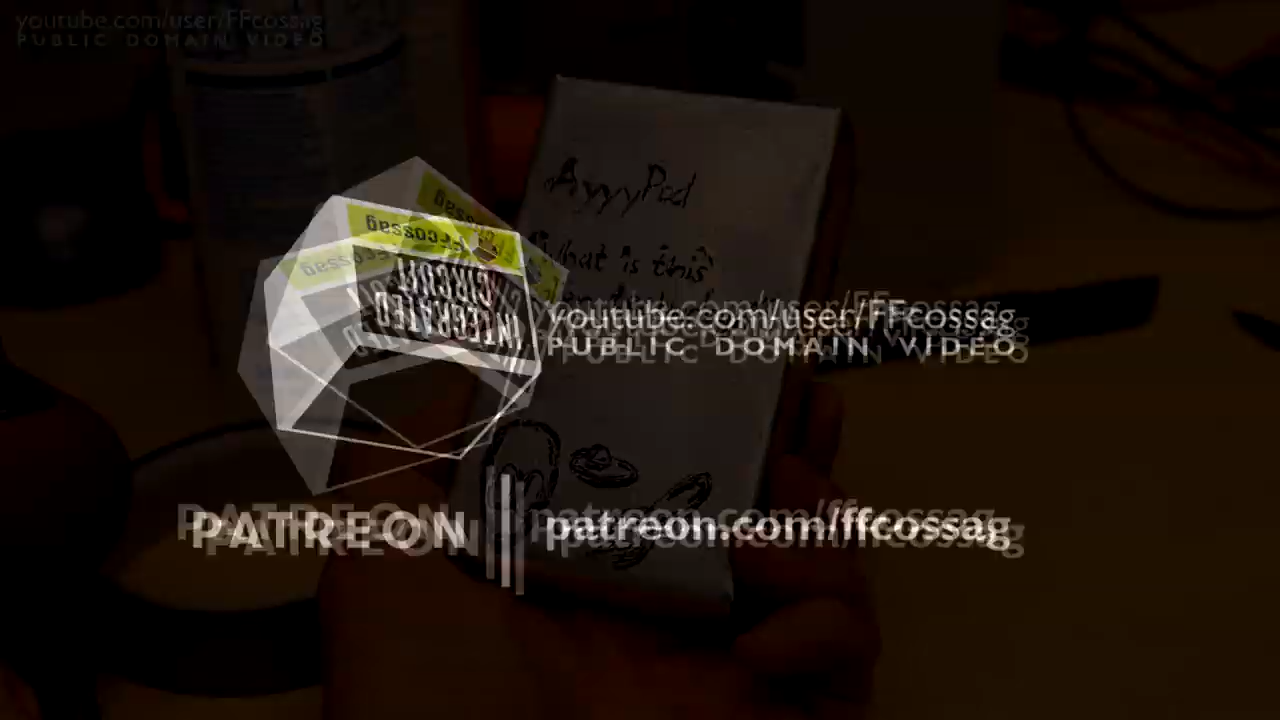 youtube.com/user/FFcossag
PUBLIC DOMAIN VIDEO
AyyyPod
What is this
FFcossag
INTEGRATED
CIRCUIT
youtube.com/user/FFcossag
PUBLIC DOMAIN VIDEO
PATREON
patreon.com/ffcossag